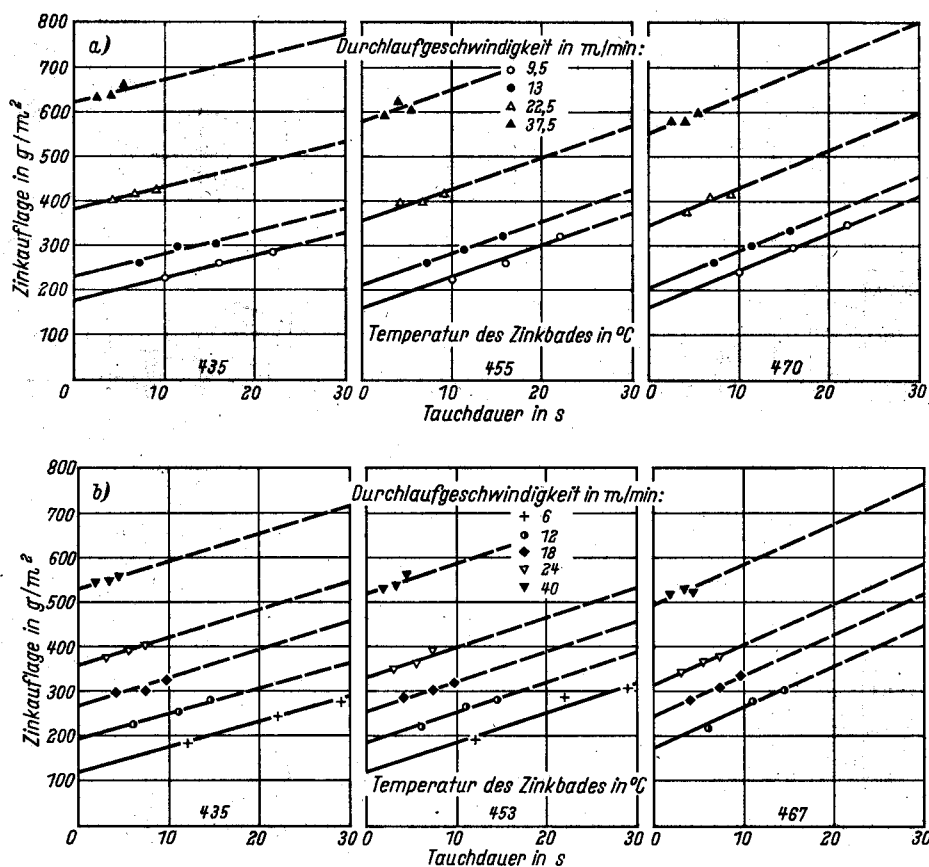 800
700
600
500
400
300
200
100
Zinkauflage in g/m²
a)
Durchlaufgeschwindigkeit in m/min:
9,5
13
22,5
37,5
Temperatur des Zinkbades in °C
435
455
470
0 10 20 30
0 10 20 30
0 10 20 30
Tauchdauer in s
800
700
600
500
400
300
200
100
Zinkauflage in g/m²
b)
Durchlaufgeschwindigkeit in m/min:
6
12
18
24
40
Temperatur des Zinkbades in °C
435
453
467
0 10 20 30
0 10 20 30
0 10 20 30
Tauchdauer in s